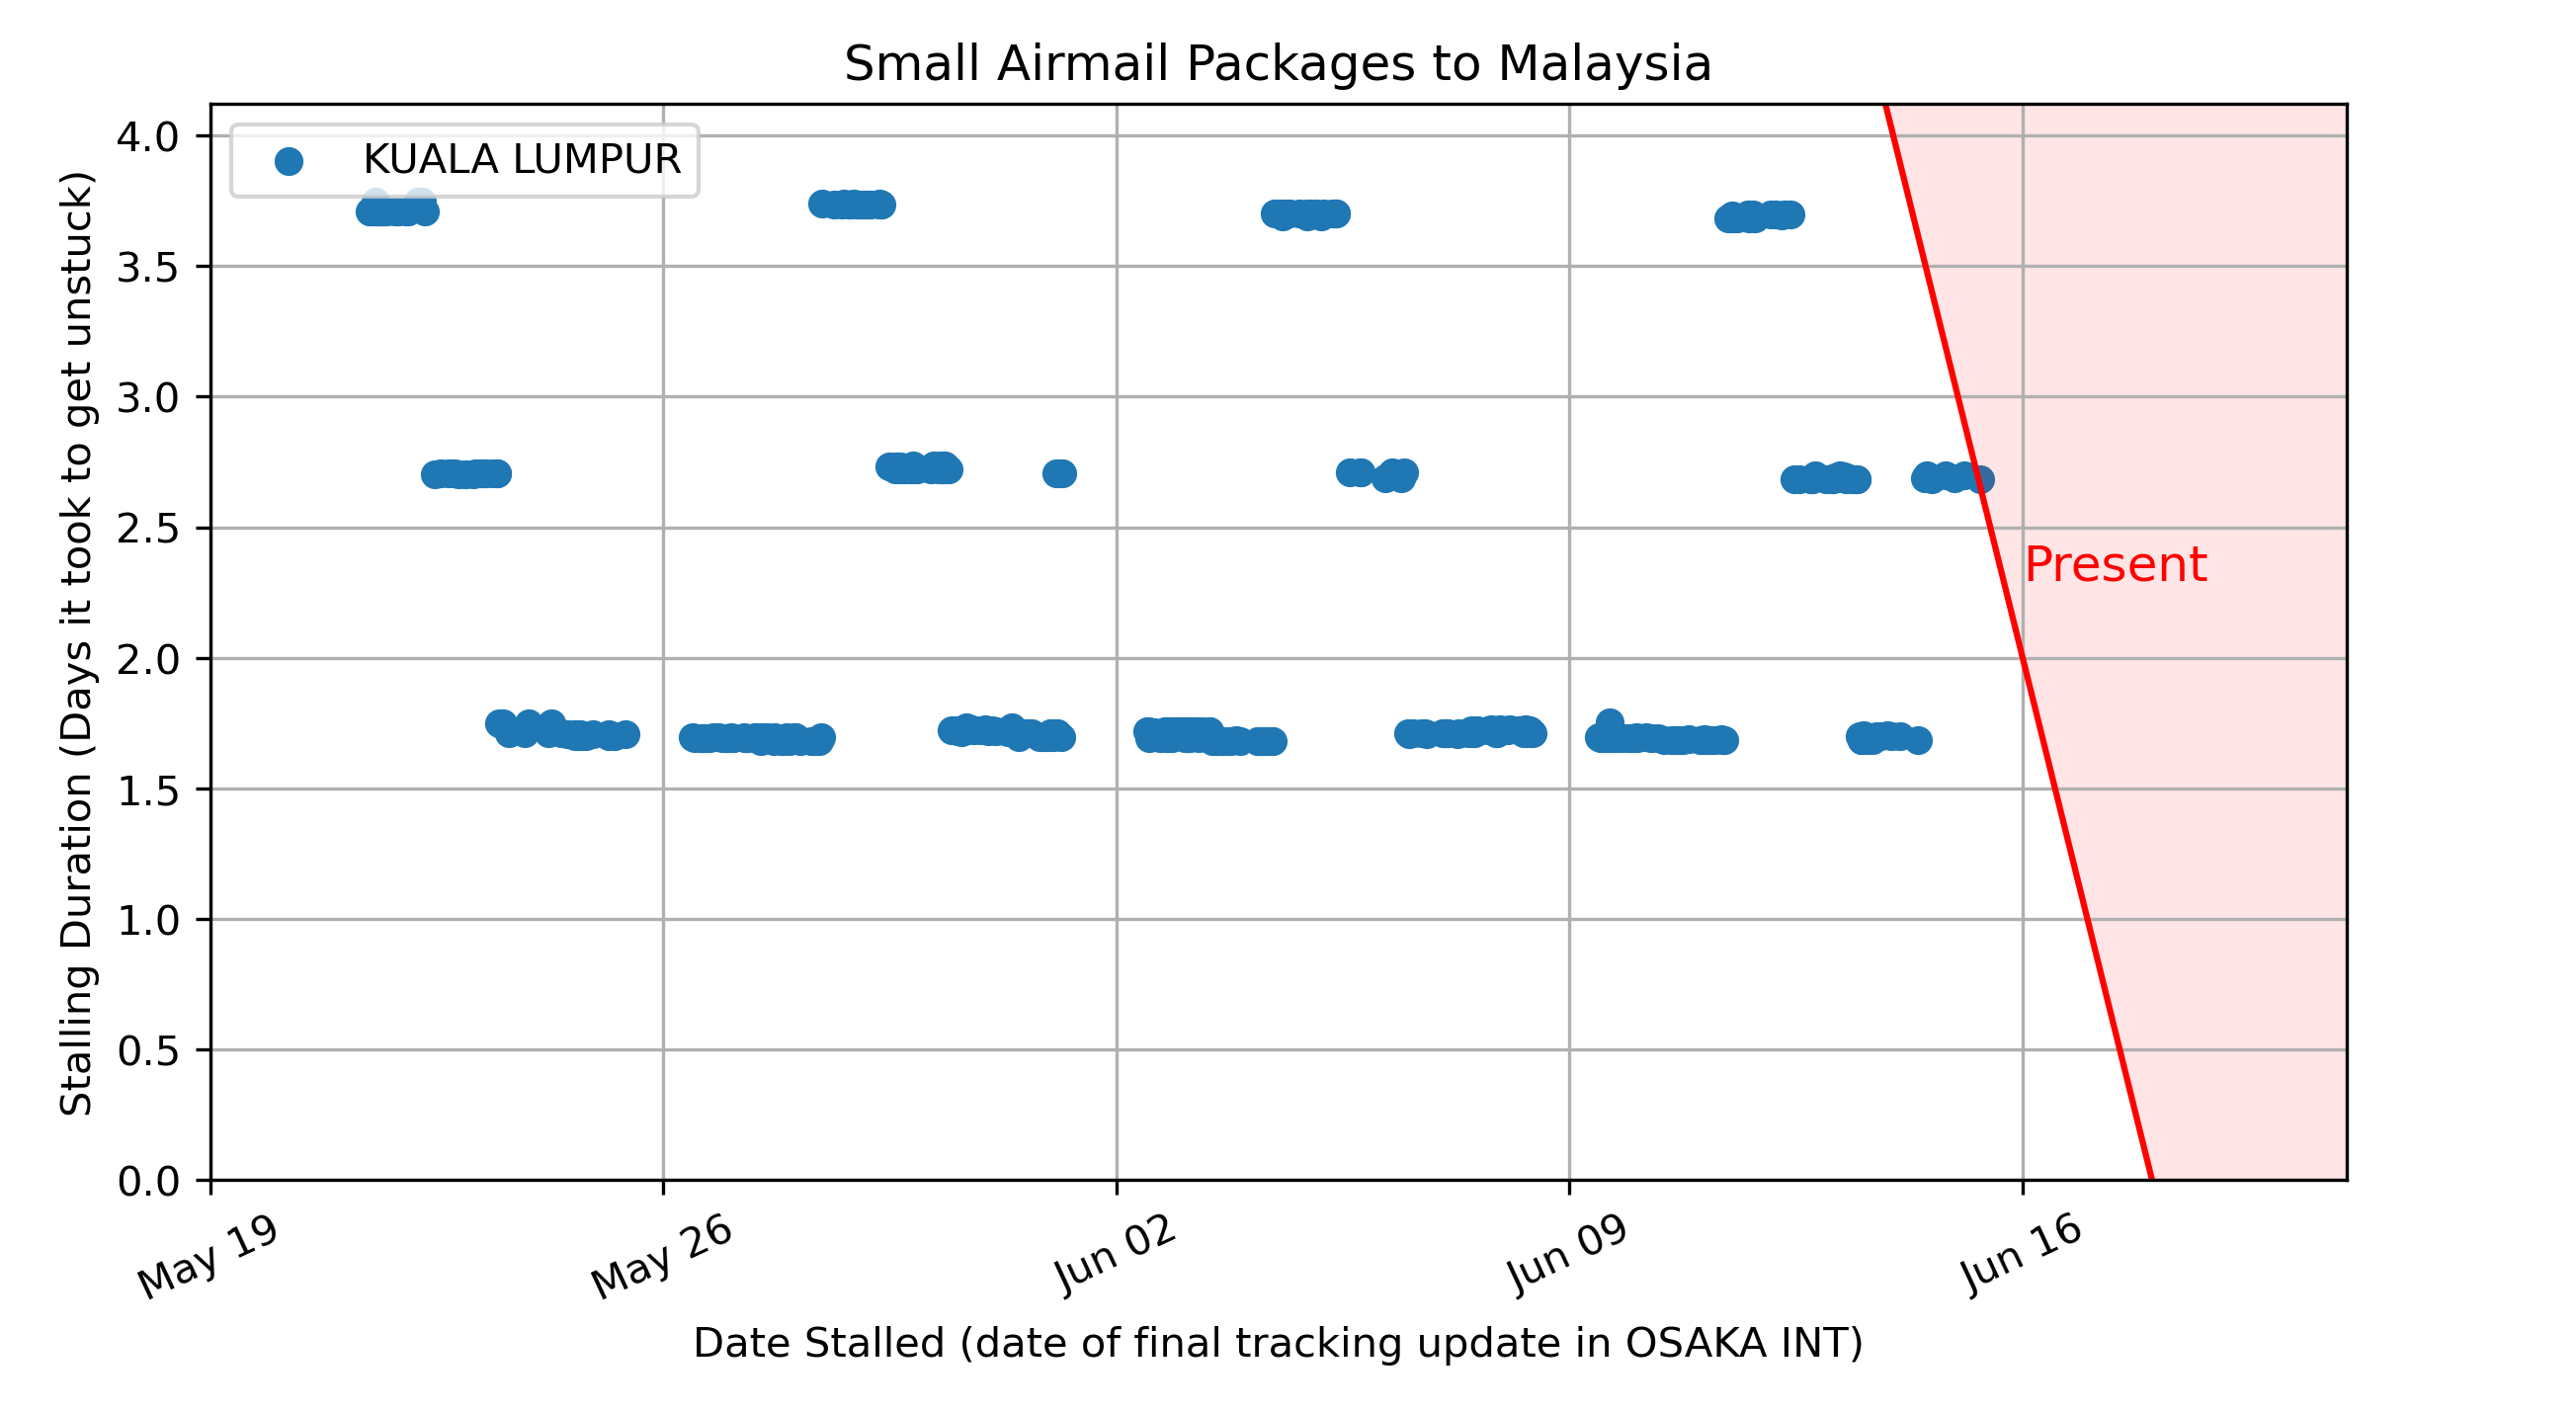 Small Airmail Packages to Malaysia
KUALA LUMPUR
4.0
3.5
3.0
2.5
2.0
1.5
1.0
0.5
0.0
Stalling Duration (Days it took to get unstuck)
Present
May 19
May 26
Jun 02
Jun 09
Jun 16
Date Stalled (date of final tracking update in OSAKA INT)